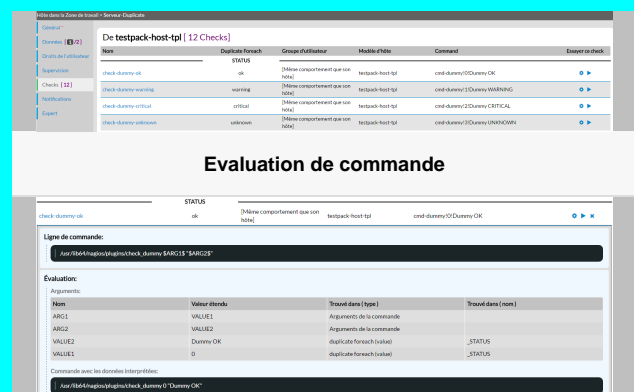 Hôte dans la Zone de travail > Serveur-Duplicate
Général *
Données [ /2 ]
Droits de l'utilisateur
Supervision
Checks [ 12 ]
Notifications
Expert
De testpack-host-tpl [ 12 Checks]
Nom Duplicate Foreach Groupe d'utilisateur Modèle d'hôte Command Essayer ce check
STATUS
check-dummy-ok ok [Même comportement que son hôte] testpack-host-tpl cmd-dummy!0!Dummy OK
check-dummy-warning warning [Même comportement que son hôte] testpack-host-tpl cmd-dummy!1!Dummy WARNING
check-dummy-critical critical [Même comportement que son hôte] testpack-host-tpl cmd-dummy!2!Dummy CRITICAL
check-dummy-unknown unknown [Même comportement que son hôte] testpack-host-tpl cmd-dummy!3!Dummy UNKNOWN
Evaluation de commande
STATUS
check-dummy-ok ok [Même comportement que son hôte] testpack-host-tpl cmd-dummy!0!Dummy OK
Ligne de commande:
/usr/lib64/nagios/plugins/check_dummy $ARG1$ "$ARG2$"
Évaluation:
Arguments:
Nom Valeur étendu Trouvé dans ( type ) Trouvé dans ( nom )
ARG1 VALUE1 Arguments de la commande
ARG2 VALUE2 Arguments de la commande
VALUE2 Dummy OK duplicate foreach (value) _STATUS
VALUE1 0 duplicate foreach (value) _STATUS
Commande avec les données interprétées:
/usr/lib64/nagios/plugins/check_dummy 0 "Dummy OK"